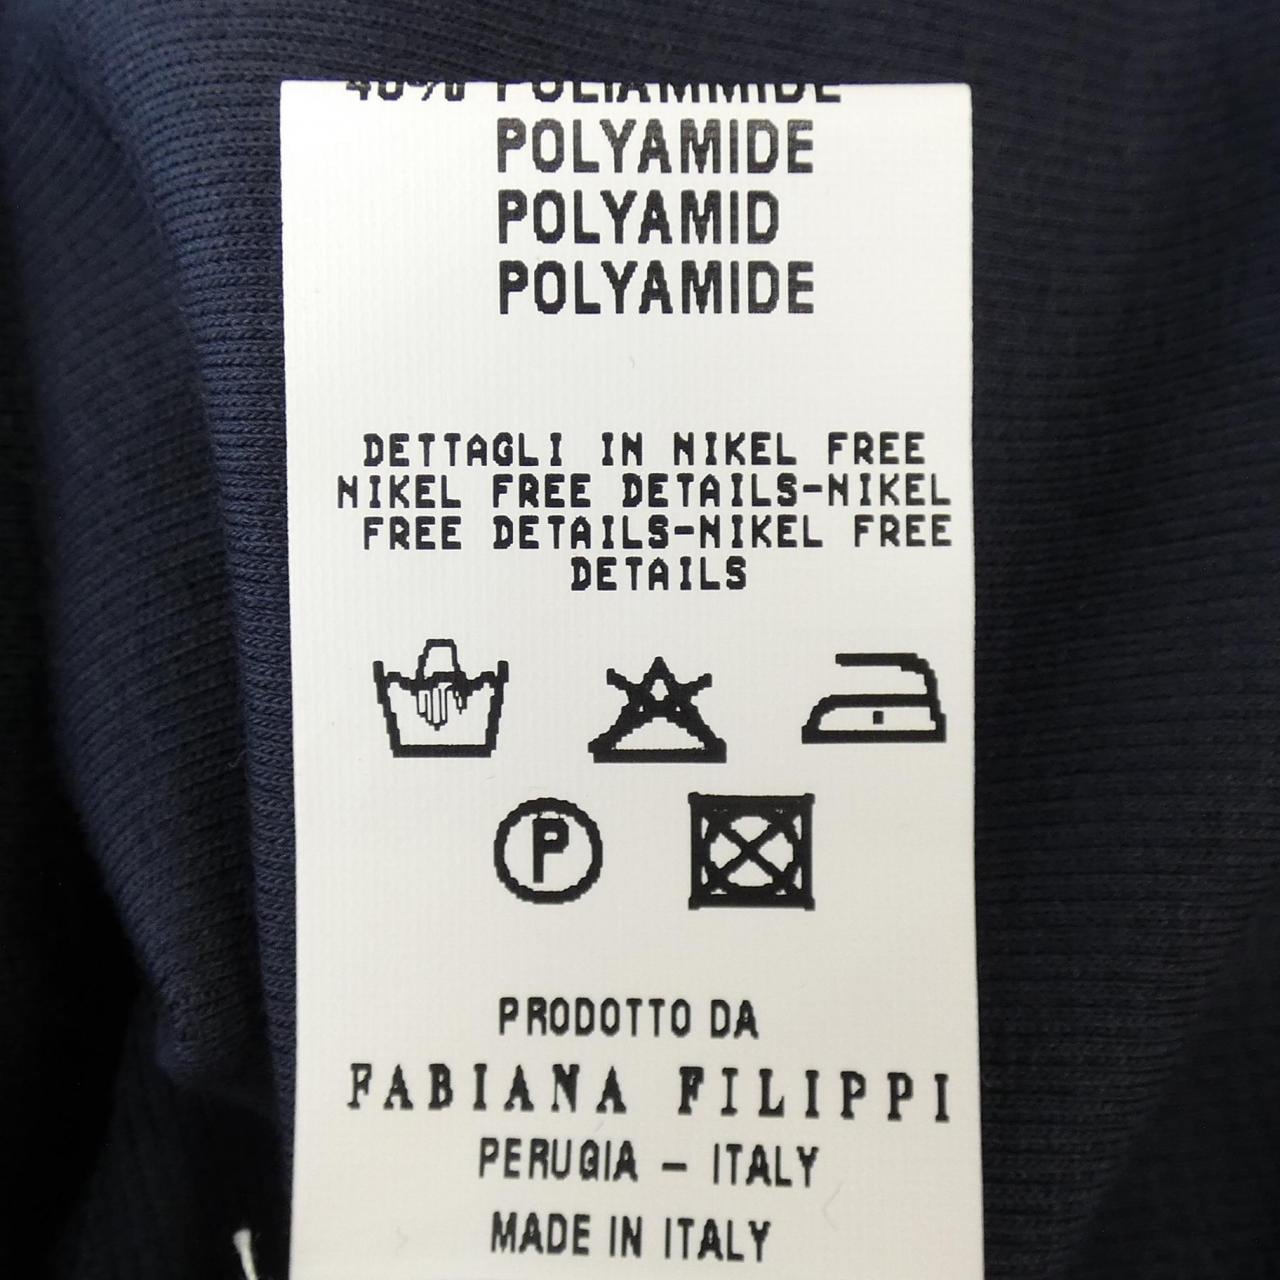 POLIAMMIDE
POLYAMIDE
POLYAMID
POLYAMIDE
DETTAGLI IN NIKEL FREE
NIKEL FREE DETAILS-NIKEL
FREE DETAILS-NIKEL FREE
DETAILS
P
PRODOTTO DA
FABIANA FILIPPI
PERUGIA - ITALY
MADE IN ITALY